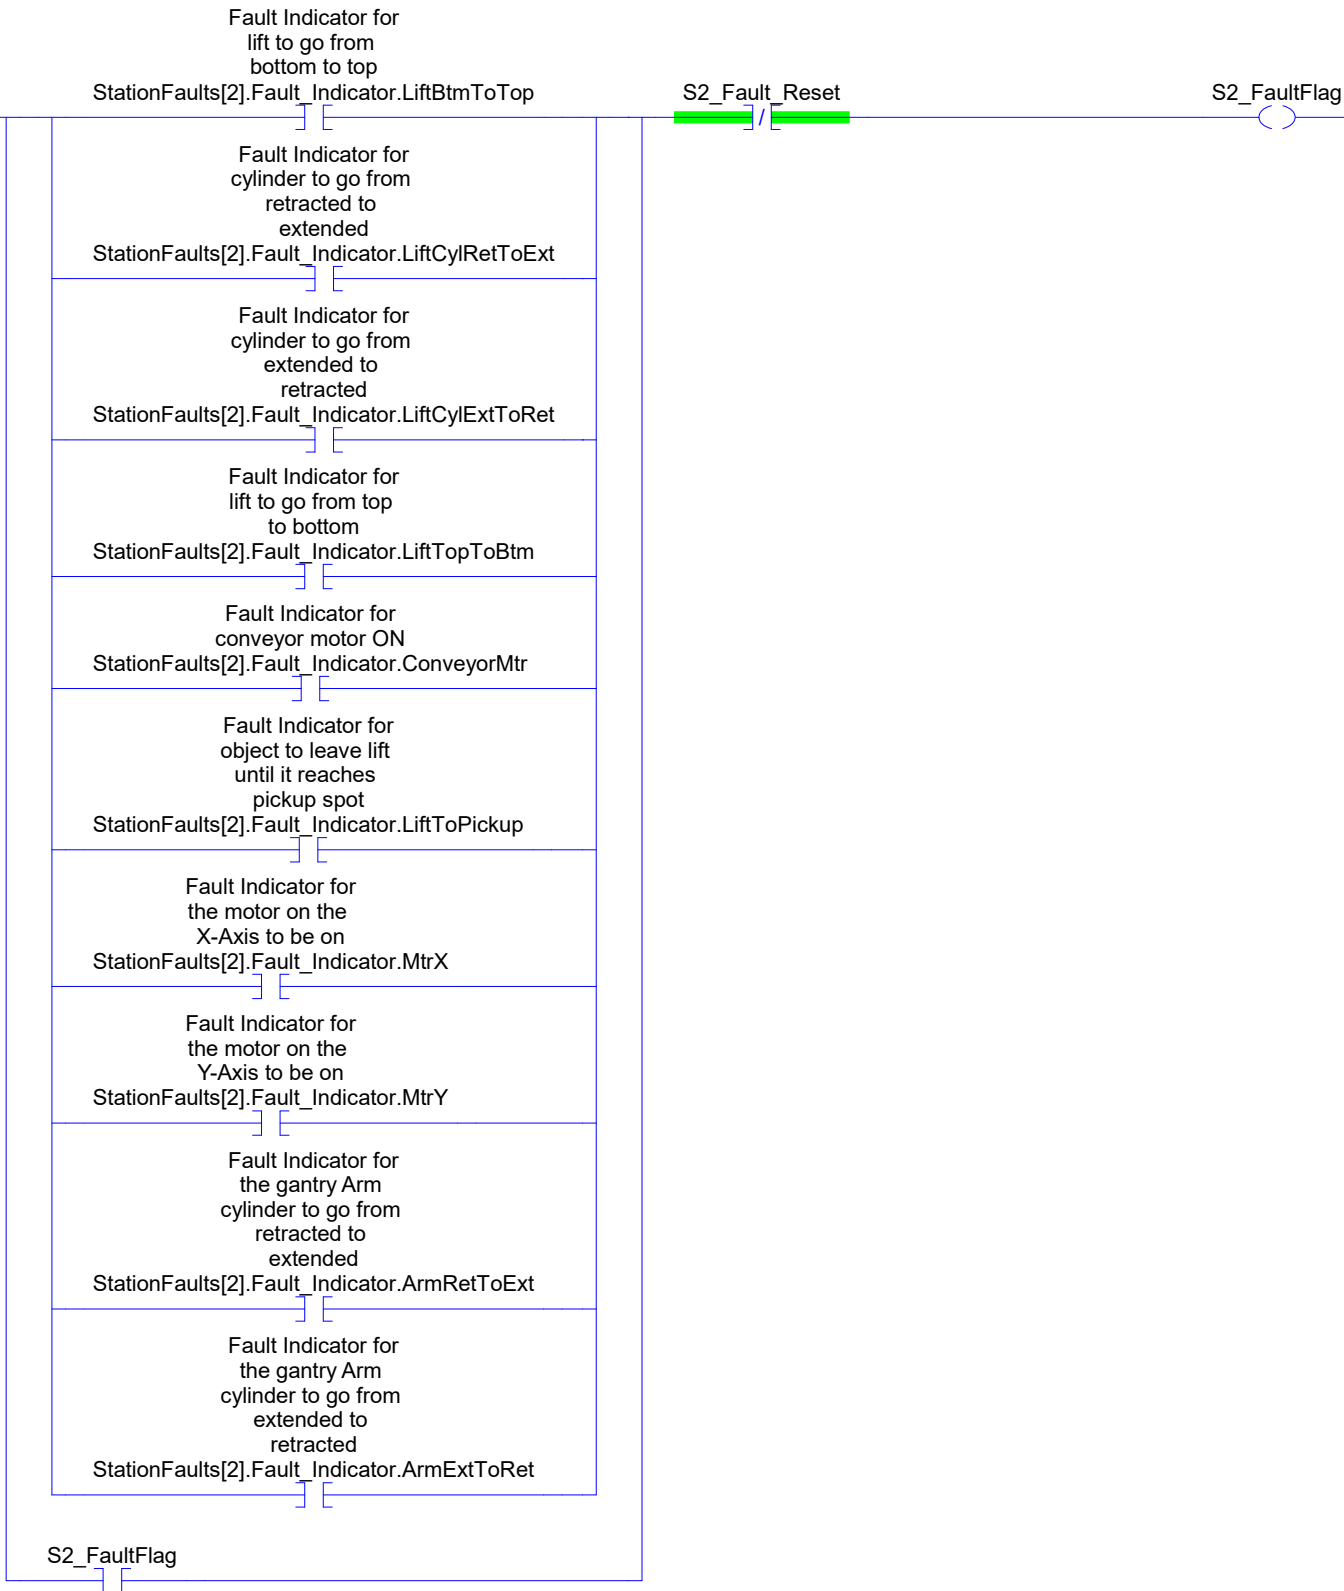 Fault Indicator for
lift to go from
bottom to top
StationFaults[2].Fault_Indicator.LiftBtmToTop
S2_Fault_Reset
S2_FaultFlag
Fault Indicator for
cylinder to go from
retracted to
extended
StationFaults[2].Fault_Indicator.LiftCylRetToExt
Fault Indicator for
cylinder to go from
extended to
retracted
StationFaults[2].Fault_Indicator.LiftCylExtToRet
Fault Indicator for
lift to go from top
to bottom
StationFaults[2].Fault_Indicator.LiftTopToBtm
Fault Indicator for
conveyor motor ON
StationFaults[2].Fault_Indicator.ConveyorMtr
Fault Indicator for
object to leave lift
until it reaches
pickup spot
StationFaults[2].Fault_Indicator.LiftToPickup
Fault Indicator for
the motor on the
X-Axis to be on
StationFaults[2].Fault_Indicator.MtrX
Fault Indicator for
the motor on the
Y-Axis to be on
StationFaults[2].Fault_Indicator.MtrY
Fault Indicator for
the gantry Arm
cylinder to go from
retracted to
extended
StationFaults[2].Fault_Indicator.ArmRetToExt
Fault Indicator for
the gantry Arm
cylinder to go from
extended to
retracted
StationFaults[2].Fault_Indicator.ArmExtToRet
S2_FaultFlag